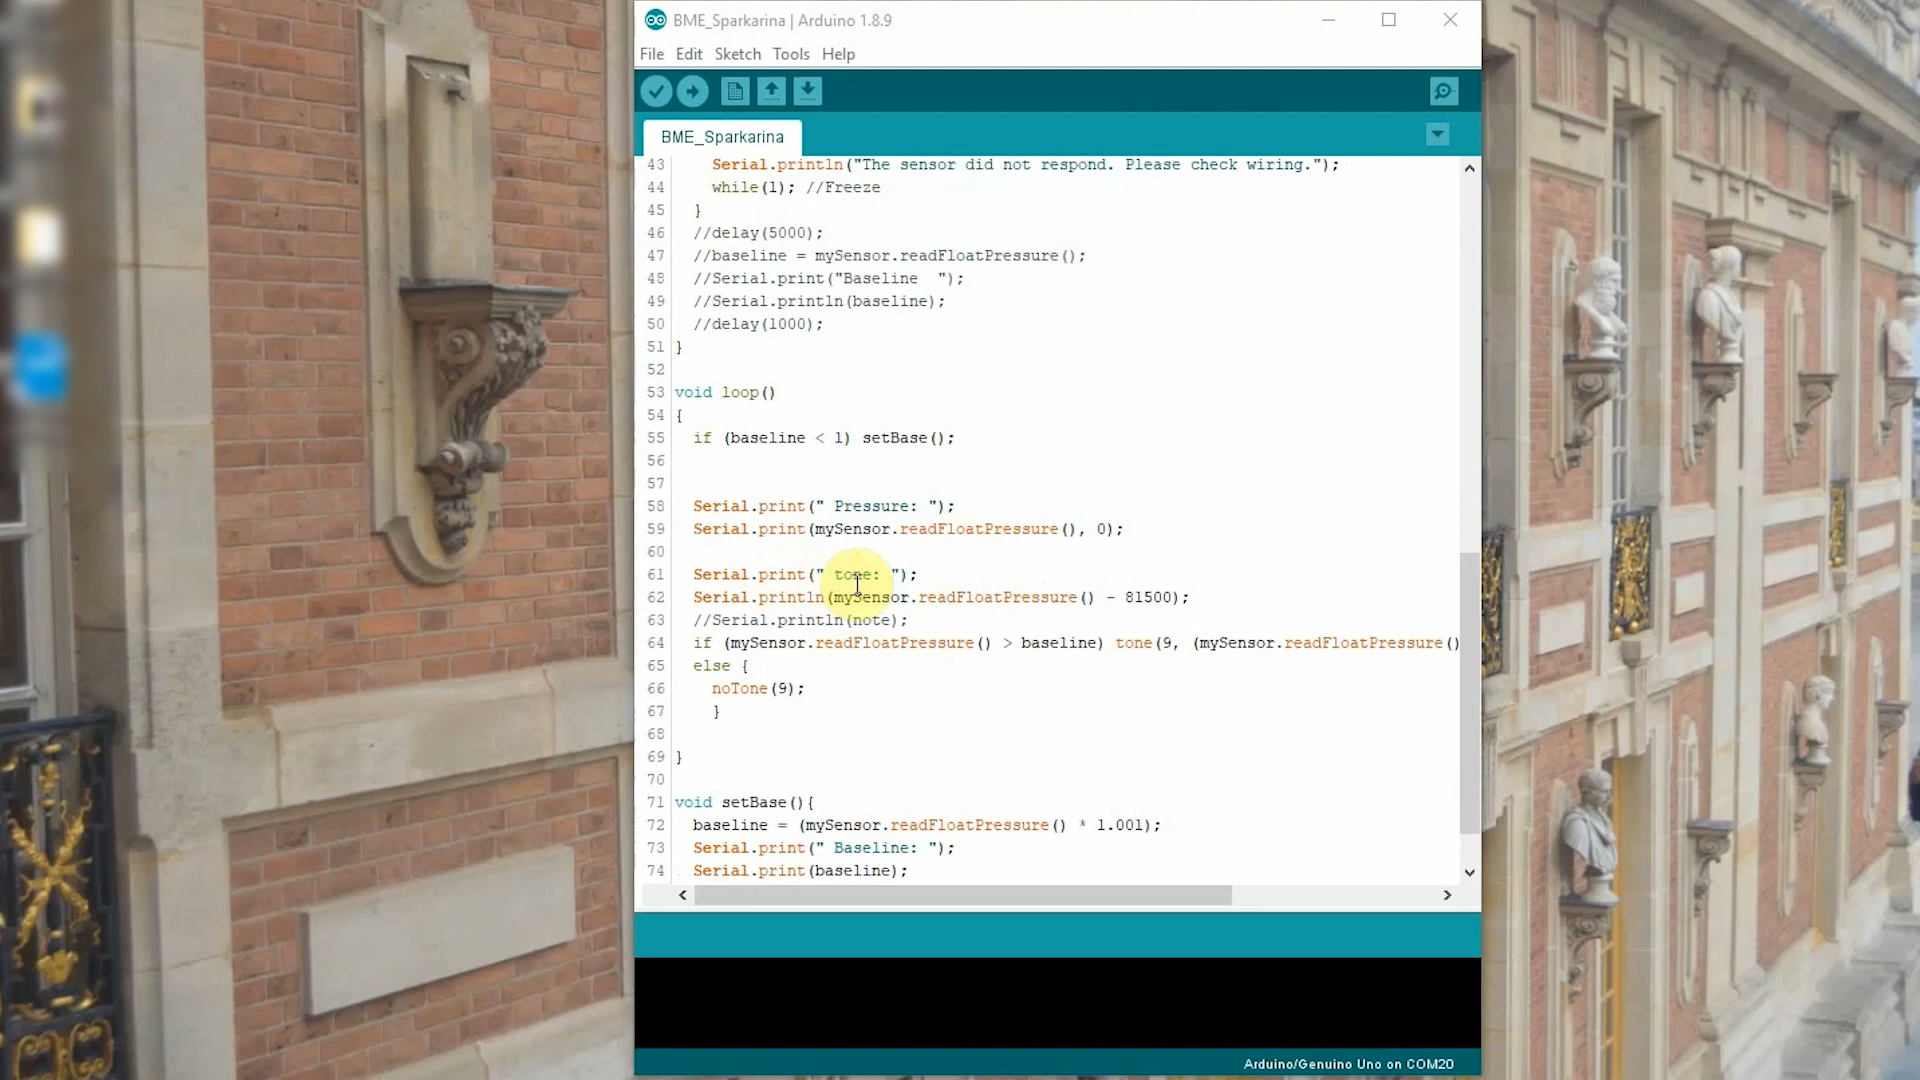 BME_Sparkarina | Arduino 1.8.9
File Edit Sketch Tools Help
BME_Sparkarina
43 Serial.println("The sensor did not respond. Please check wiring.");
44 while(1); //Freeze
45 }
46 //delay(5000);
47 //baseline = mySensor.readFloatPressure();
48 //Serial.print("Baseline  ");
49 //Serial.println(baseline);
50 //delay(1000);
51 }
52
53 void loop()
54 {
55 if (baseline < 1) setBase();
56
57
58 Serial.print(" Pressure: ");
59 Serial.print(mySensor.readFloatPressure(), 0);
60
61 Serial.print(" tone: ");
62 Serial.println(mySensor.readFloatPressure() - 81500);
63 //Serial.println(note);
64 if (mySensor.readFloatPressure() > baseline) tone(9, (mySensor.readFloatPressure()
65 else {
66 noTone(9);
67 }
68
69 }
70
71 void setBase(){
72 baseline = (mySensor.readFloatPressure() * 1.001);
73 Serial.print(" Baseline: ");
74 Serial.print(baseline);
Arduino/Genuino Uno on COM20